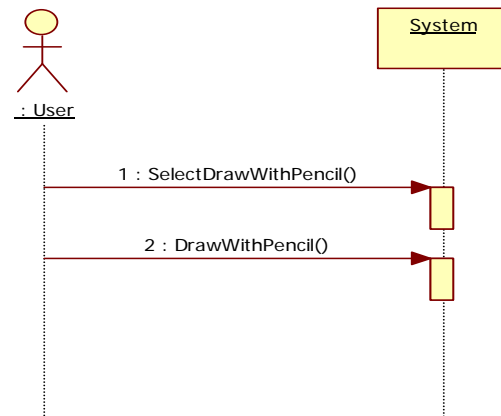 System
: User
1 : SelectDrawWithPencil()
2 : DrawWithPencil()